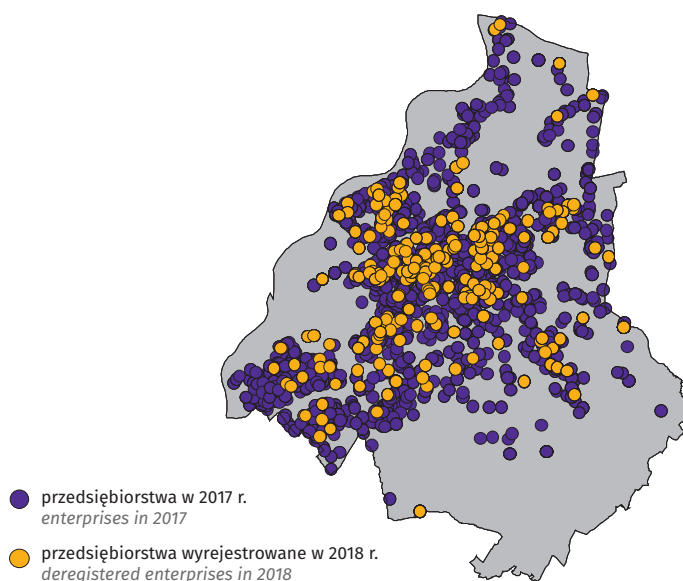 przedsiębiorstwa w 2017 r.
enterprises in 2017
przedsiębiorstwa wyrejestrowane w 2018 r.
deregistered enterprises in 2018